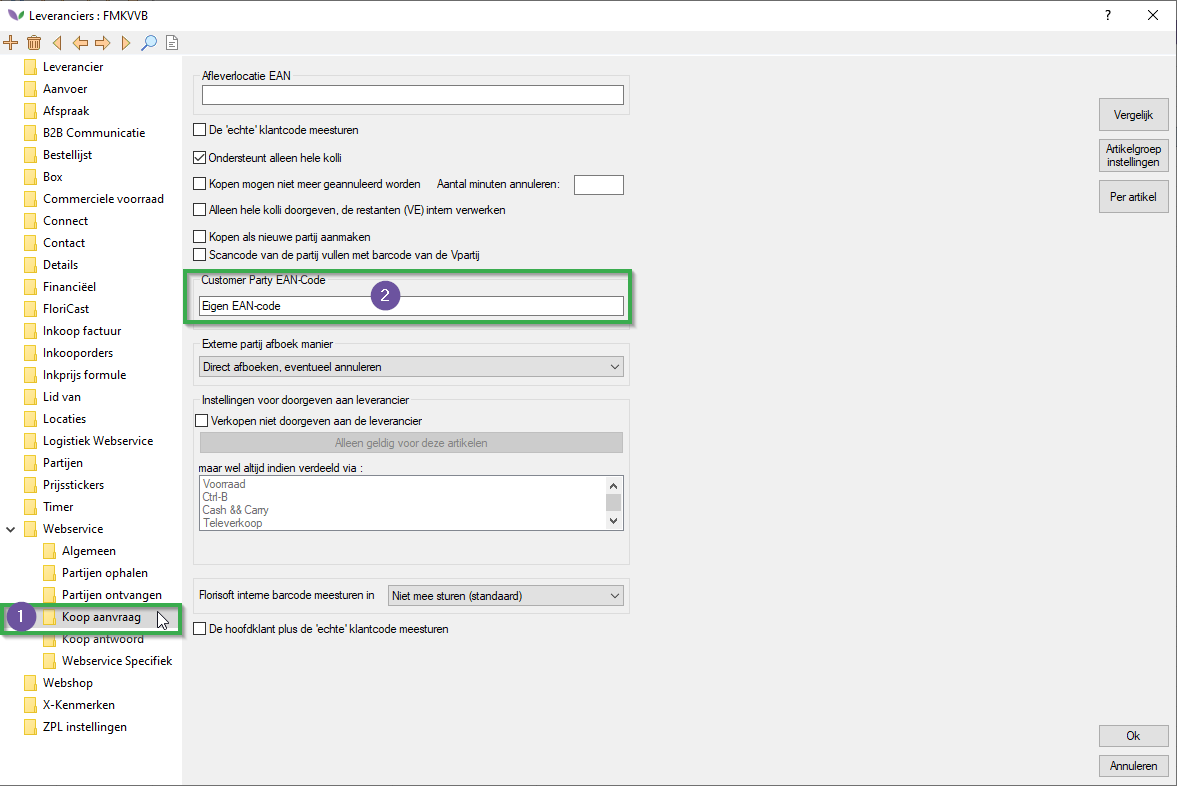 Leveranciers : FMKVVB
?
Leverancier
Aanvoer
Afspraak
B2B Communicatie
Bestellijst
Box
Commerciele voorraad
Connect
Contact
Details
Financiëel
FloriCast
Inkoop factuur
Inkooporders
Inkprijs formule
Lid van
Locaties
Logistiek Webservice
Partijen
Prijsstickers
Timer
Webservice
Algemeen
Partijen ophalen
Partijen ontvangen
1
Koop aanvraag
Koop antwoord
Webservice Specifiek
Webshop
X-Kenmerken
ZPL instellingen
Afleverlocatie EAN
De 'echte' klantcode meesturen
Ondersteunt alleen hele kolli
Kopen mogen niet meer geannuleerd worden Aantal minuten annuleren:
Alleen hele kolli doorgeven, de restanten (VE) intern verwerken
Kopen als nieuwe partij aanmaken
Scancode van de partij vullen met barcode van de Vpartij
Customer Party EAN-Code
2
Eigen EAN-code
Externe partij afboek manier
Direct afboeken, eventueel annuleren
Instellingen voor doorgeven aan leverancier
Verkopen niet doorgeven aan de leverancier
Alleen geldig voor deze artikelen
maar wel altijd indien verdeeld via :
Voorraad
Ctrl-B
Cash && Carry
Televerkoop
Florisoft interne barcode meesturen in Niet mee sturen (standaard)
De hoofdklant plus de 'echte' klantcode meesturen
Vergelijk
Artikelgroep
instellingen
Per artikel
Ok
Annuleren